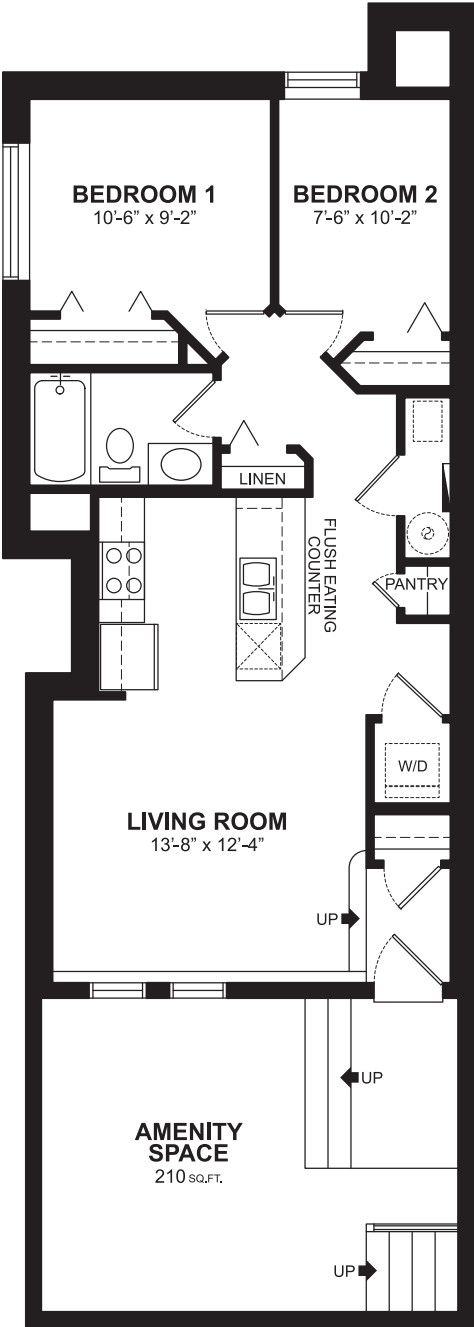 BEDROOM 1
10'-6" x 9'-2"
BEDROOM 2
7'-6" x 10'-2"
LINEN
FLUSH EATING
COUNTER
PANTRY
W/D
LIVING ROOM
13'-8" x 12'-4"
UP
UP
AMENITY
SPACE
210 SQ.FT.
UP